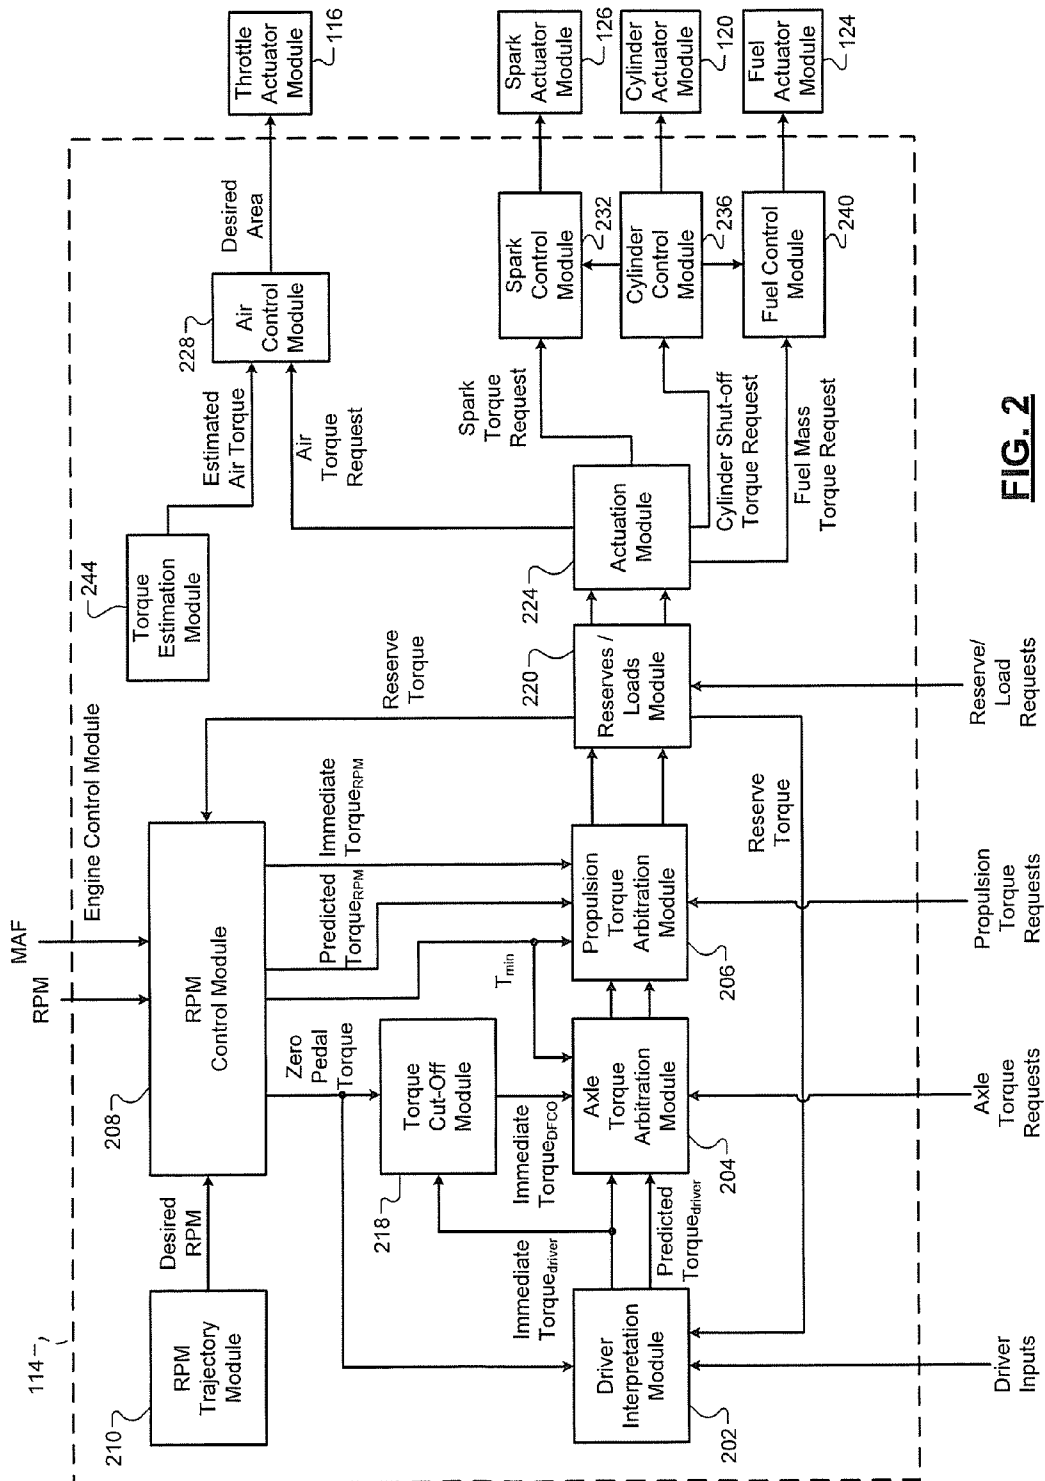 114
Engine Control Module
RPM
MAF
210
RPM
Trajectory
Module
Desired
RPM
208
RPM
Control Module
Zero
Pedal
Torque
Predicted
Torque_RPM
Immediate
Torque_RPM
Reserve
Torque
244
Torque
Estimation
Module
Estimated
Air Torque
Air
Torque
Request
228
Air
Control
Module
Desired
Area
Throttle
Actuator
Module
116
218
Torque
Cut-Off
Module
T_min
Immediate
Torque_driver
Immediate
Torque_DFCO
Predicted
Torque_driver
Driver
Interpretation
Module
202
Axle
Torque
Arbitration
Module
204
Propulsion
Torque
Arbitration
Module
206
220
Reserves /
Loads
Module
Reserve
Torque
224
Actuation
Module
Spark
Torque
Request
Cylinder Shut-off
Torque Request
Fuel Mass
Torque Request
Spark
Control
Module
232
Cylinder
Control
Module
236
Fuel Control
Module
240
Spark
Actuator
Module
126
Cylinder
Actuator
Module
120
Fuel
Actuator
Module
124
Driver
Inputs
Axle
Torque
Requests
Propulsion
Torque
Requests
Reserve/
Load
Requests
FIG. 2